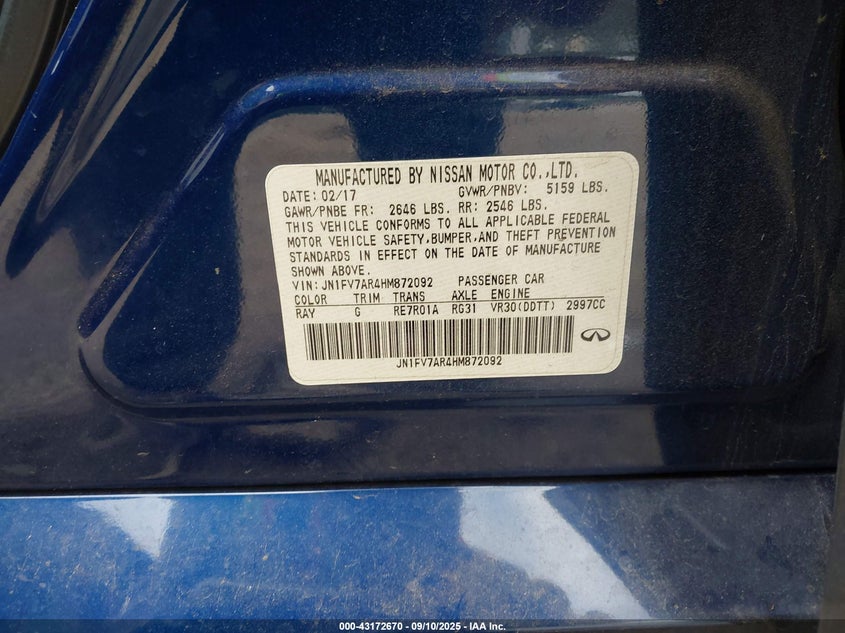 MANUFACTURED BY NISSAN MOTOR CO.,LTD.
DATE: 02/17 GVWR/PNBV: 5159 LBS.
GAWR/PNBE FR: 2646 LBS. RR: 2546 LBS.
THIS VEHICLE CONFORMS TO ALL APPLICABLE FEDERAL
MOTOR VEHICLE SAFETY,BUMPER,AND THEFT PREVENTION
STANDARDS IN EFFECT ON THE DATE OF MANUFACTURE
SHOWN ABOVE.
VIN: JN1FV7AR4HM872092 PASSENGER CAR
COLOR TRIM TRANS AXLE ENGINE
RAY G RE7R01A RG31 VR30(DDTT) 2997CC
JN1FV7AR4HM872092
000-43172670 - 09/10/2025 - IAA Inc.